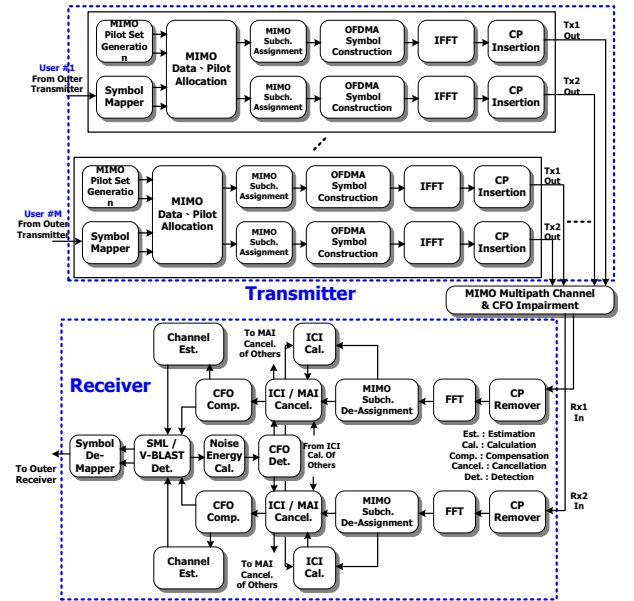 MIMO
Pilot Set
Generatio
n
MIMO
Data、Pilot
Allocation
MIMO
Subch.
Assignment
OFDMA
Symbol
Construction
IFFT
CP
Insertion
Tx1
Out
User #1
From Outer
Transmitter
Symbol
Mapper
MIMO
Subch.
Assignment
OFDMA
Symbol
Construction
IFFT
CP
Insertion
Tx2
Out
MIMO
Pilot Set
Generatio
n
MIMO
Data、Pilot
Allocation
MIMO
Subch.
Assignment
OFDMA
Symbol
Construction
IFFT
CP
Insertion
Tx1
Out
User #M
From Outer
Transmitter
Symbol
Mapper
MIMO
Subch.
Assignment
OFDMA
Symbol
Construction
IFFT
CP
Insertion
Tx2
Out
Transmitter
MIMO Multipath Channel
& CFO Impairment
Receiver
Channel
Est.
To MAI
Cancel.
of Others
ICI
Cal.
CFO
Comp.
ICI / MAI
Cancel.
MIMO
Subch.
De-Assignment
FFT
CP
Remover
Rx1
In
Symbol
De-
Mapper
SML /
V-BLAST
Det.
Noise
Energy
Cal.
CFO
Det.
From ICI
Cal. Of
Others
Est. : Estimation
Cal. : Calculation
Comp. : Compensation
Cancel. : Cancellation
Det. : Detection
To Outer
Receiver
CFO
Comp.
ICI / MAI
Cancel.
MIMO
Subch.
De-Assignment
FFT
CP
Remover
Rx2
In
Channel
Est.
To MAI
Cancel.
of Others
ICI
Cal.